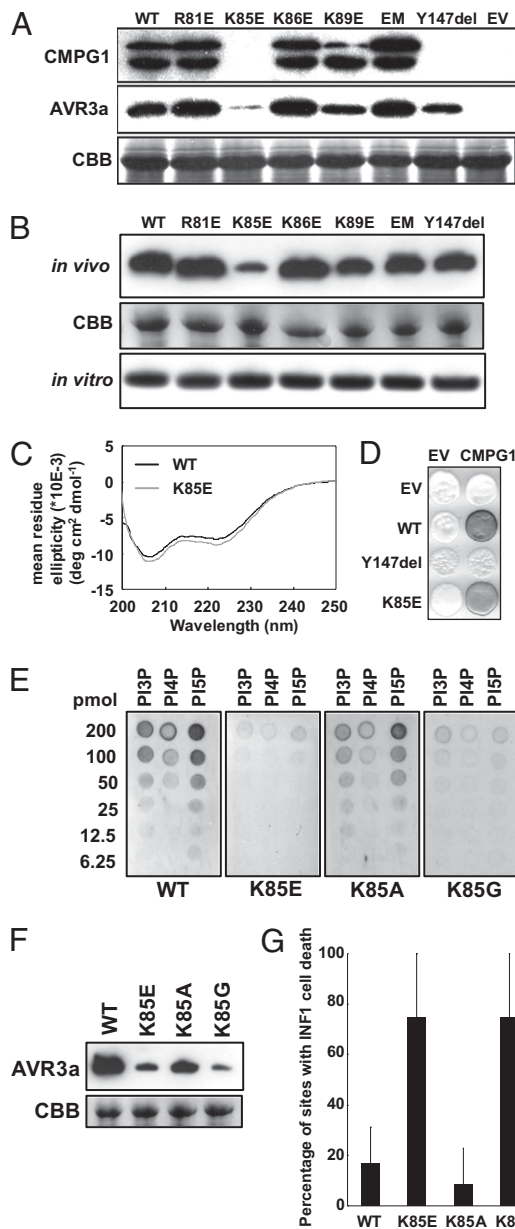 A
WT R81E K85E K86E K89E EM Y147del EV
CMPG1
AVR3a
CBB
B
WT R81E K85E K86E K89E EM Y147del
in vivo
CBB
in vitro
C
mean residue
ellipticity (*10E-3)
(deg cm2 dmol-1)
WT
K85E
5
0
-5
-10
-15
200 210 220 230 240 250
Wavelength (nm)
D
EV CMPG1
EV
WT
Y147del
K85E
E
PI3P PI4P PI5P PI3P PI4P PI5P PI3P PI4P PI5P PI3P PI4P PI5P
pmol
200
100
50
25
12.5
6.25
WT K85E K85A K85G
F
WT K85E K85A K85G
AVR3a
CBB
G
Percentage of sites with INF1 cell death
100
80
60
40
20
0
WT K85E K85A